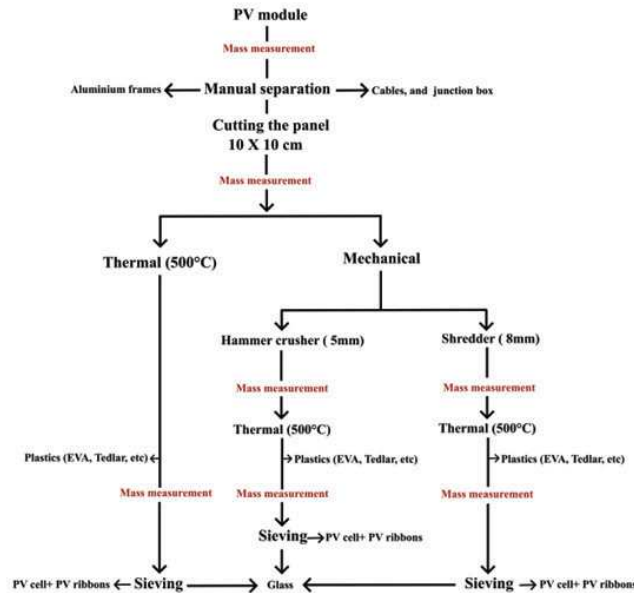 PV module
Mass measurement
Aluminium frames
Manual separation
Cables, and junction box
Cutting the panel
10 X 10 cm
Mass measurement
Thermal (500°C)
Mechanical
Hammer crusher ( 5mm)
Shredder ( 8mm)
Mass measurement
Mass measurement
Thermal (500°C)
Thermal (500°C)
Plastics (EVA, Tedlar, etc)
Plastics (EVA, Tedlar, etc)
Plastics (EVA, Tedlar, etc)
Mass measurement
Mass measurement
Mass measurement
Sieving
PV cell+ PV ribbons
PV cell+ PV ribbons
Sieving
Glass
Sieving
PV cell+ PV ribbons